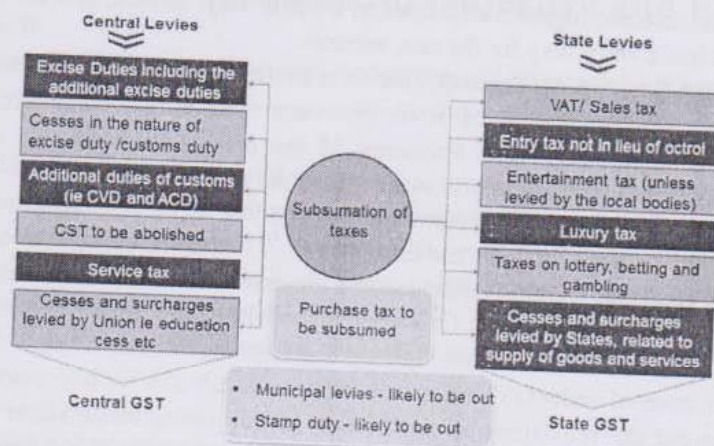 Central Levies
Excise Duties including the
additional excise duties
Cesses in the nature of
excise duty /customs duty
Additional duties of customs
(ie CVD and ACD)
CST to be abolished
Service tax
Cesses and surcharges
levied by Union ie education
cess etc
Central GST
Subsumation of
taxes
Purchase tax to
be subsumed
• Municipal levies - likely to be out
• Stamp duty - likely to be out
State Levies
VAT/ Sales tax
Entry tax not in lieu of octroi
Entertainment tax (unless
levied by the local bodies)
Luxury tax
Taxes on lottery, betting and
gambling
Cesses and surcharges
levied by States, related to
supply of goods and services
State GST